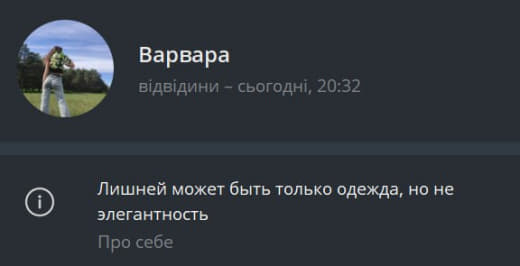 Варвара
відвідини – сьогодні, 20:32
Лишней может быть только одежда, но не
элегантность
Про себе